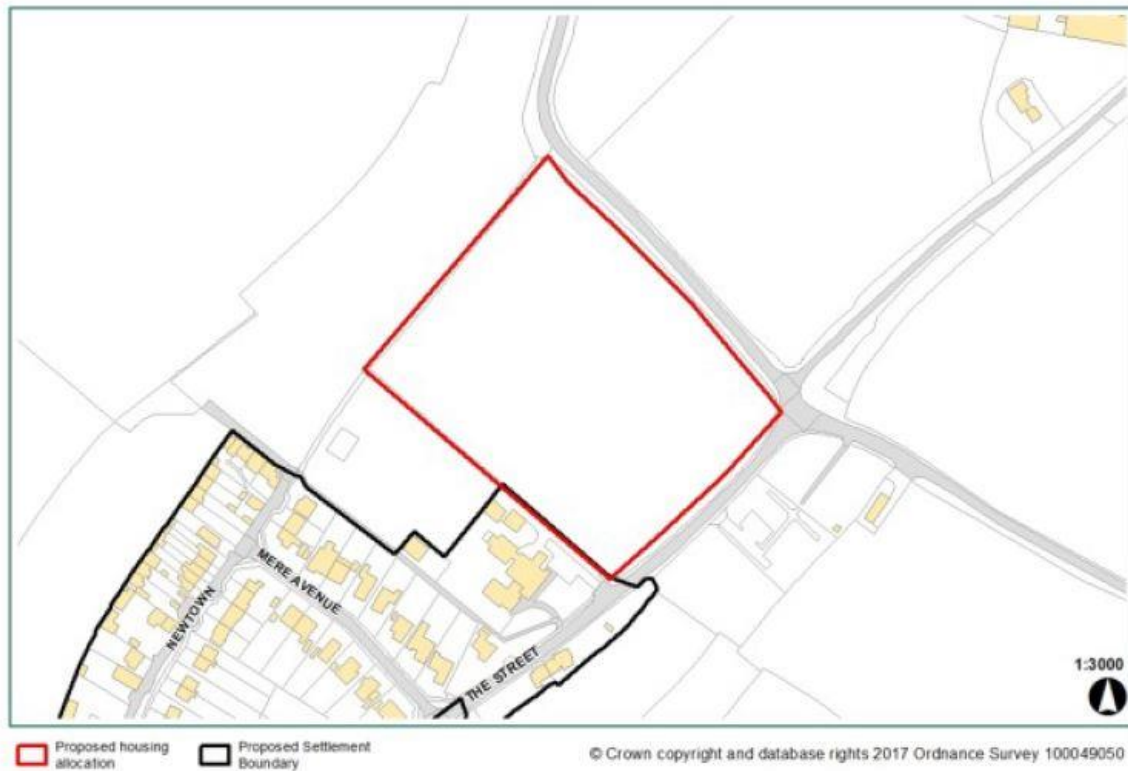 MERE AVENUE
NEWTOWN
THE STREET
1:3000
Proposed housing
allocation
Proposed Settlement
Boundary
© Crown copyright and database rights 2017 Ordnance Survey 100049050